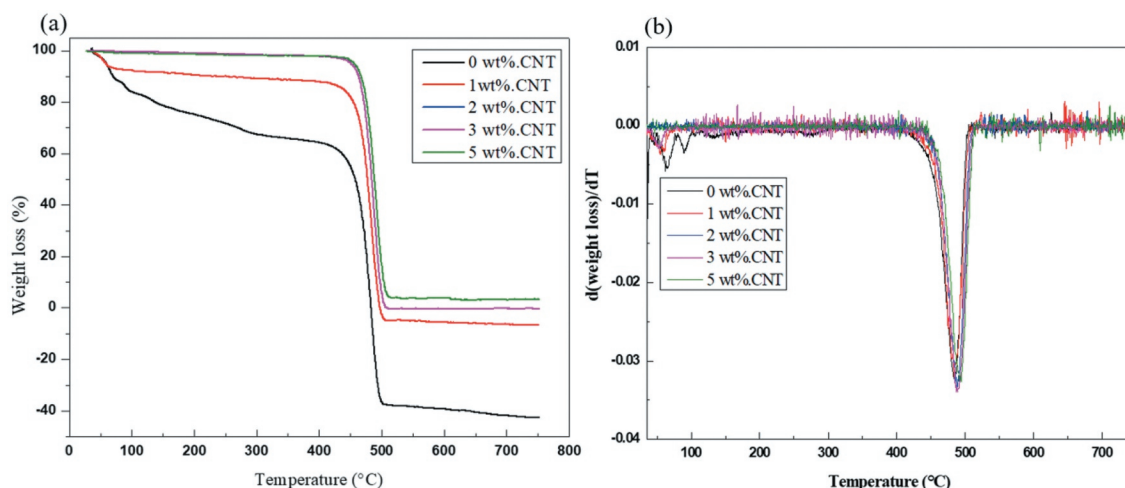 (a)
100
80
60
40
20
0
-20
-40
Weight loss (%)
0 wt%.CNT
1wt%.CNT
2 wt%.CNT
3 wt%.CNT
5 wt%.CNT
0 100 200 300 400 500 600 700 800
Temperature (°C)
(b)
0.01
0.00
-0.01
-0.02
-0.03
-0.04
d(weight loss)/dT
0 wt%.CNT
1 wt%.CNT
2 wt%.CNT
3 wt%.CNT
5 wt%.CNT
100 200 300 400 500 600 700
Temperature (°C)